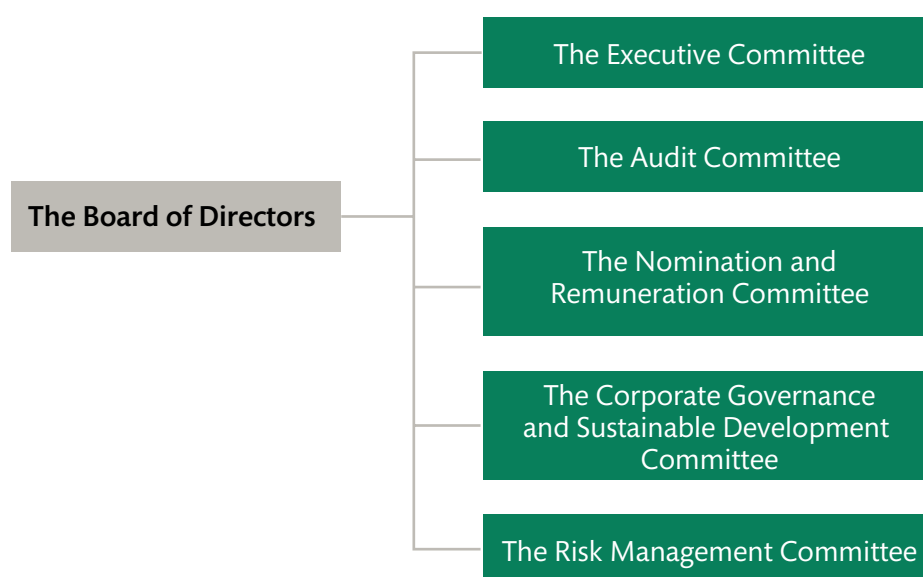 The Executive Committee
The Audit Committee
The Board of Directors
The Nomination and
Remuneration Committee
The Corporate Governance
and Sustainable Development
Committee
The Risk Management Committee